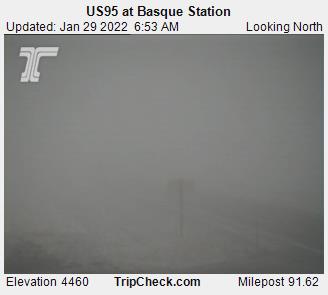 US95 at Basque Station
Updated: Jan 29 2022 6:53 AM Looking North
Elevation 4460 TripCheck.com Milepost 91.62